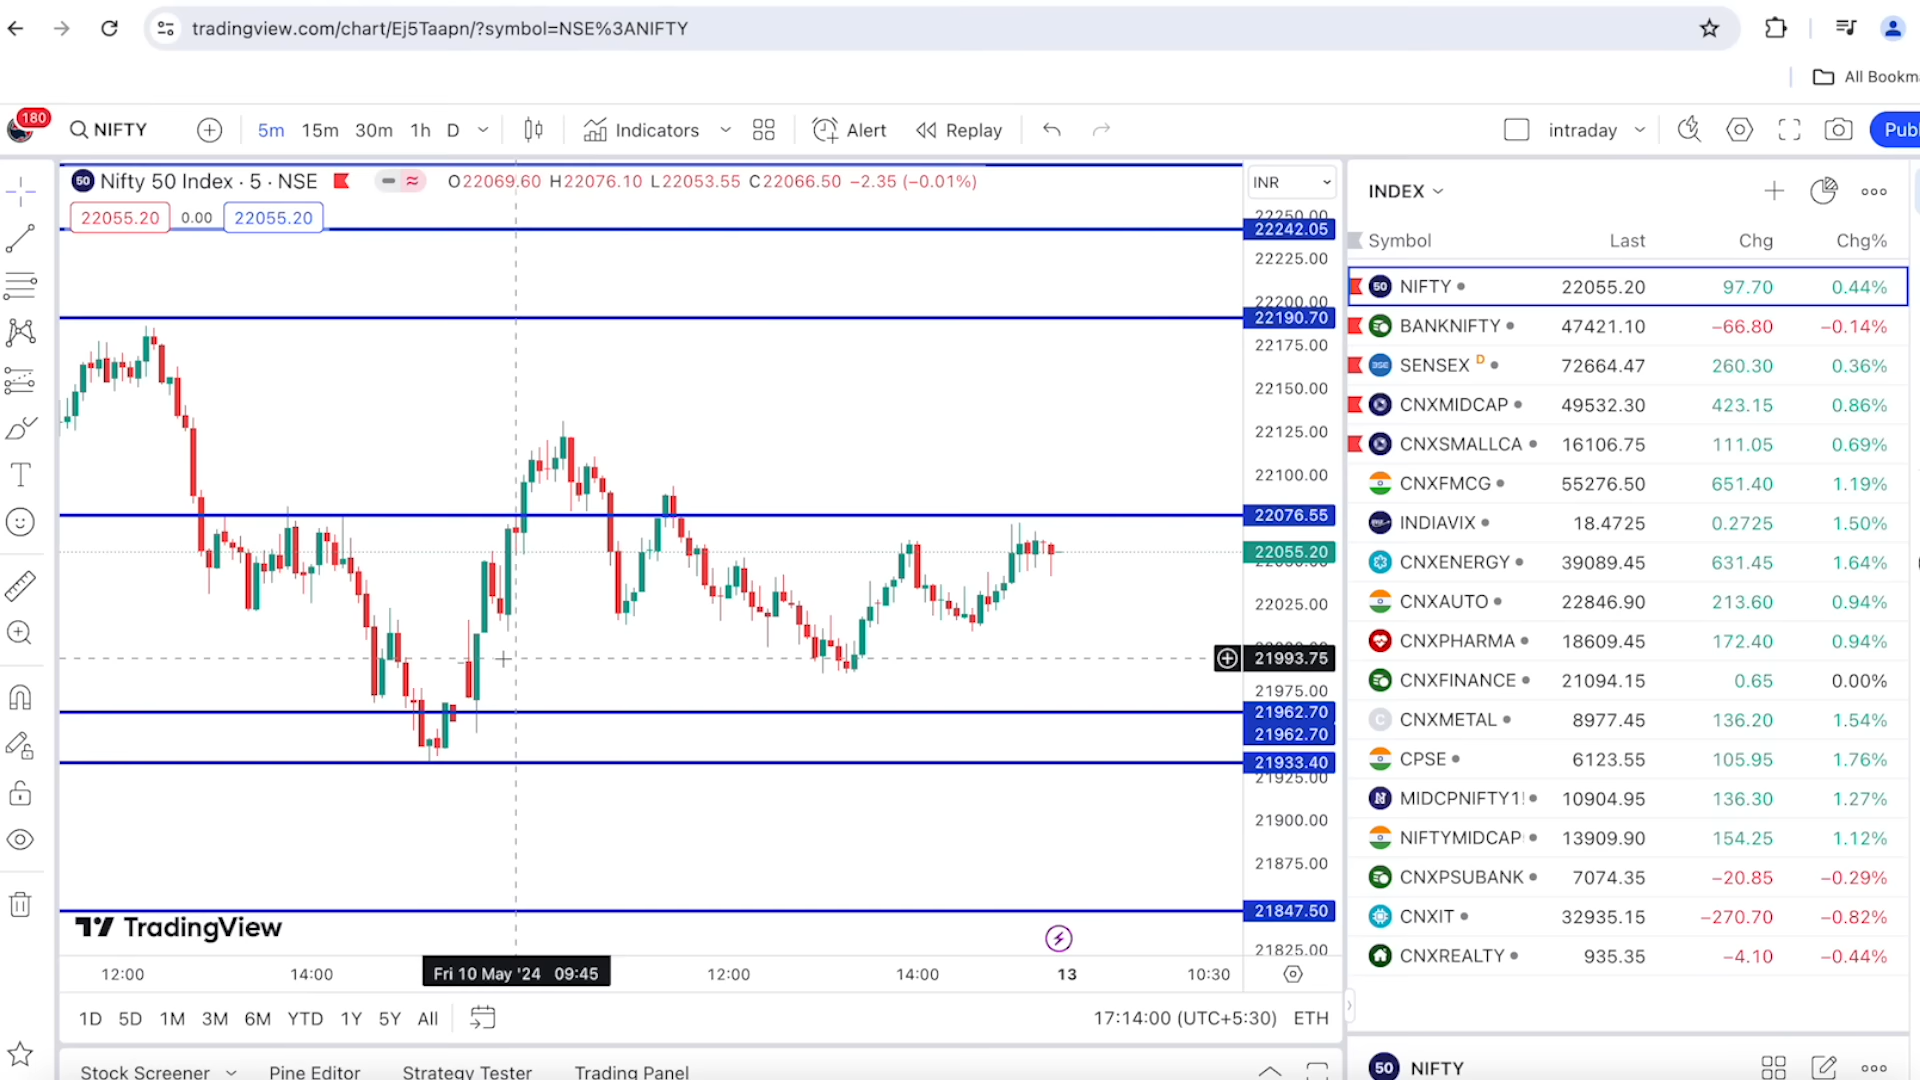 tradingview.com/chart/Ej5Taapn/?symbol=NSE%3ANIFTY
All Bookma
180 NIFTY 5m 15m 30m 1h D Indicators Alert Replay intraday Publ
50 Nifty 50 Index · 5 · NSE O22069.60 H22076.10 L22053.55 C22066.50 −2.35 (−0.01%) INR
22055.20 0.00 22055.20
22250.00
22242.05
22225.00
22200.00
22190.70
22175.00
22150.00
22125.00
22100.00
22076.55
22055.20
22025.00
21993.75
21975.00
21962.70
21962.70
21933.40
21925.00
21900.00
21875.00
21847.50
21825.00
TradingView
12:00 14:00 Fri 10 May '24 09:45 12:00 14:00 13 10:30
1D 5D 1M 3M 6M YTD 1Y 5Y All 17:14:00 (UTC+5:30) ETH
Stock Screener Pine Editor Strategy Tester Trading Panel
INDEX
Symbol Last Chg Chg%
50 NIFTY 22055.20 97.70 0.44%
BANKNIFTY 47421.10 −66.80 −0.14%
SENSEX D 72664.47 260.30 0.36%
CNXMIDCAP 49532.30 423.15 0.86%
CNXSMALLCA 16106.75 111.05 0.69%
CNXFMCG 55276.50 651.40 1.19%
INDIAVIX 18.4725 0.2725 1.50%
CNXENERGY 39089.45 631.45 1.64%
CNXAUTO 22846.90 213.60 0.94%
CNXPHARMA 18609.45 172.40 0.94%
CNXFINANCE 21094.15 0.65 0.00%
C CNXMETAL 8977.45 136.20 1.54%
CPSE 6123.55 105.95 1.76%
MIDCPNIFTY1! 10904.95 136.30 1.27%
NIFTYMIDCAP 13909.90 154.25 1.12%
CNXPSUBANK 7074.35 −20.85 −0.29%
CNXIT 32935.15 −270.70 −0.82%
CNXREALTY 935.35 −4.10 −0.44%
50 NIFTY